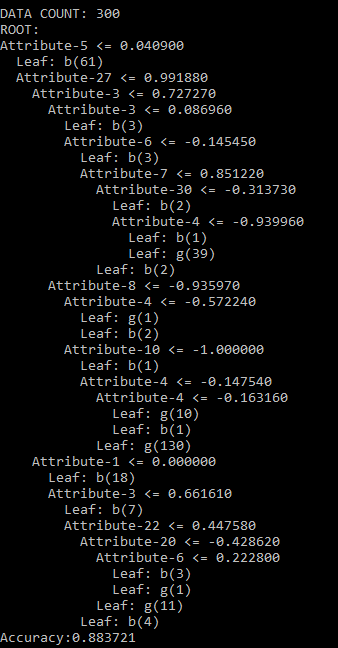 DATA COUNT: 300
ROOT:
Attribute-5 <= 0.040900
  Leaf: b(61)
  Attribute-27 <= 0.991880
    Attribute-3 <= 0.727270
      Attribute-3 <= 0.086960
        Leaf: b(3)
        Attribute-6 <= -0.145450
          Leaf: b(3)
          Attribute-7 <= 0.851220
            Attribute-30 <= -0.313730
              Leaf: b(2)
              Attribute-4 <= -0.939960
                Leaf: b(1)
                Leaf: g(39)
            Leaf: b(2)
      Attribute-8 <= -0.935970
        Attribute-4 <= -0.572240
          Leaf: g(1)
          Leaf: b(2)
        Attribute-10 <= -1.000000
          Leaf: b(1)
          Attribute-4 <= -0.147540
            Attribute-4 <= -0.163160
              Leaf: g(10)
              Leaf: b(1)
            Leaf: g(130)
    Attribute-1 <= 0.000000
      Leaf: b(18)
      Attribute-3 <= 0.661610
        Leaf: b(7)
        Attribute-22 <= 0.447580
          Attribute-20 <= -0.428620
            Attribute-6 <= 0.222800
              Leaf: b(3)
              Leaf: g(1)
            Leaf: g(11)
          Leaf: b(4)
Accuracy:0.883721